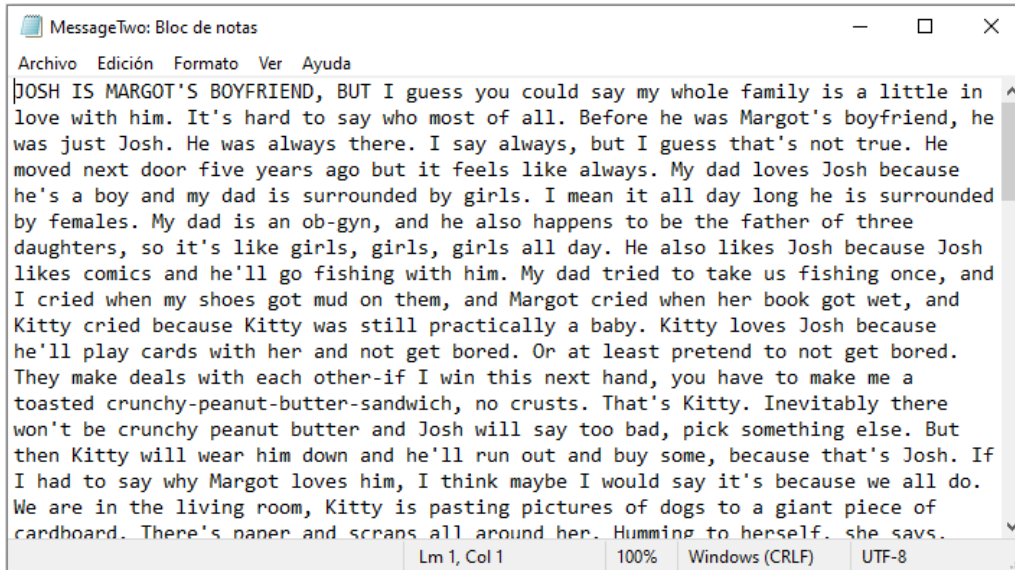 MessageTwo: Bloc de notas
Archivo Edición Formato Ver Ayuda
JOSH IS MARGOT'S BOYFRIEND, BUT I guess you could say my whole family is a little in
love with him. It's hard to say who most of all. Before he was Margot's boyfriend, he
was just Josh. He was always there. I say always, but I guess that's not true. He
moved next door five years ago but it feels like always. My dad loves Josh because
he's a boy and my dad is surrounded by girls. I mean it all day long he is surrounded
by females. My dad is an ob-gyn, and he also happens to be the father of three
daughters, so it's like girls, girls, girls all day. He also likes Josh because Josh
likes comics and he'll go fishing with him. My dad tried to take us fishing once, and
I cried when my shoes got mud on them, and Margot cried when her book got wet, and
Kitty cried because Kitty was still practically a baby. Kitty loves Josh because
he'll play cards with her and not get bored. Or at least pretend to not get bored.
They make deals with each other-if I win this next hand, you have to make me a
toasted crunchy-peanut-butter-sandwich, no crusts. That's Kitty. Inevitably there
won't be crunchy peanut butter and Josh will say too bad, pick something else. But
then Kitty will wear him down and he'll run out and buy some, because that's Josh. If
I had to say why Margot loves him, I think maybe I would say it's because we all do.
We are in the living room, Kitty is pasting pictures of dogs to a giant piece of
cardboard. There's paper and scraps all around her. Humming to herself, she says,
Lm 1, Col 1 100% Windows (CRLF) UTF-8